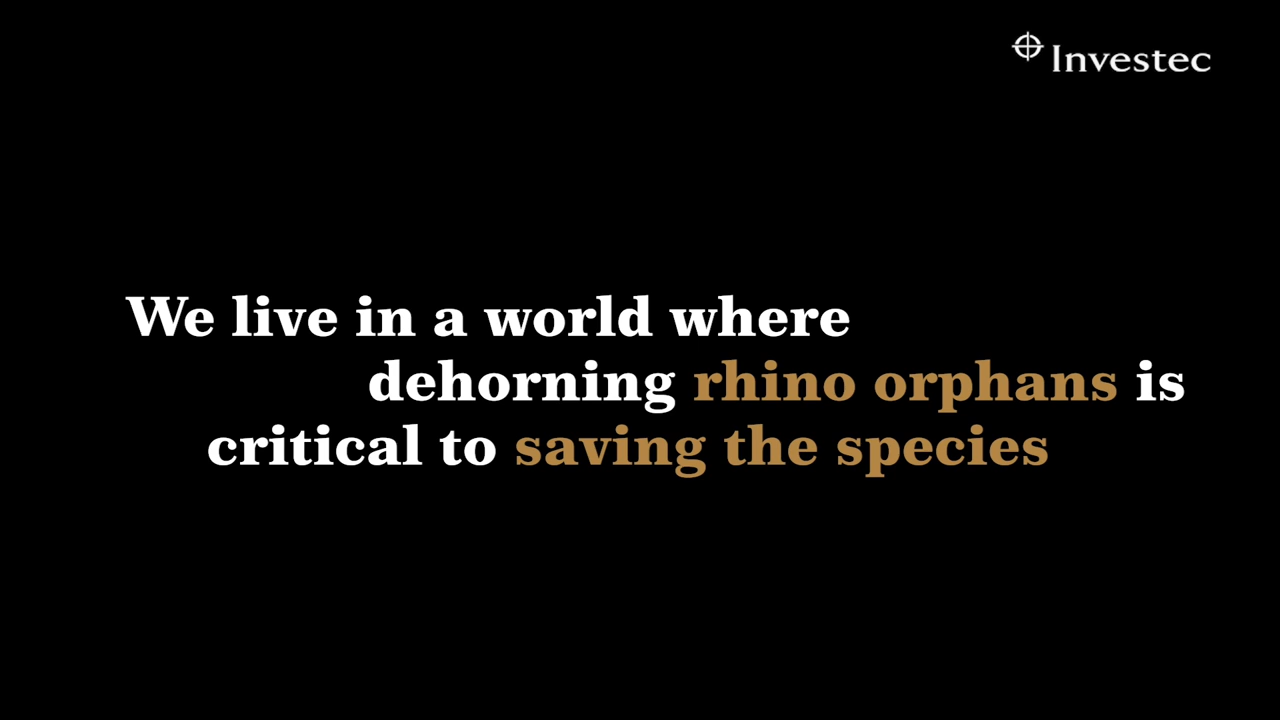 Investec
We live in a world where
dehorning rhino orphans is
critical to saving the species